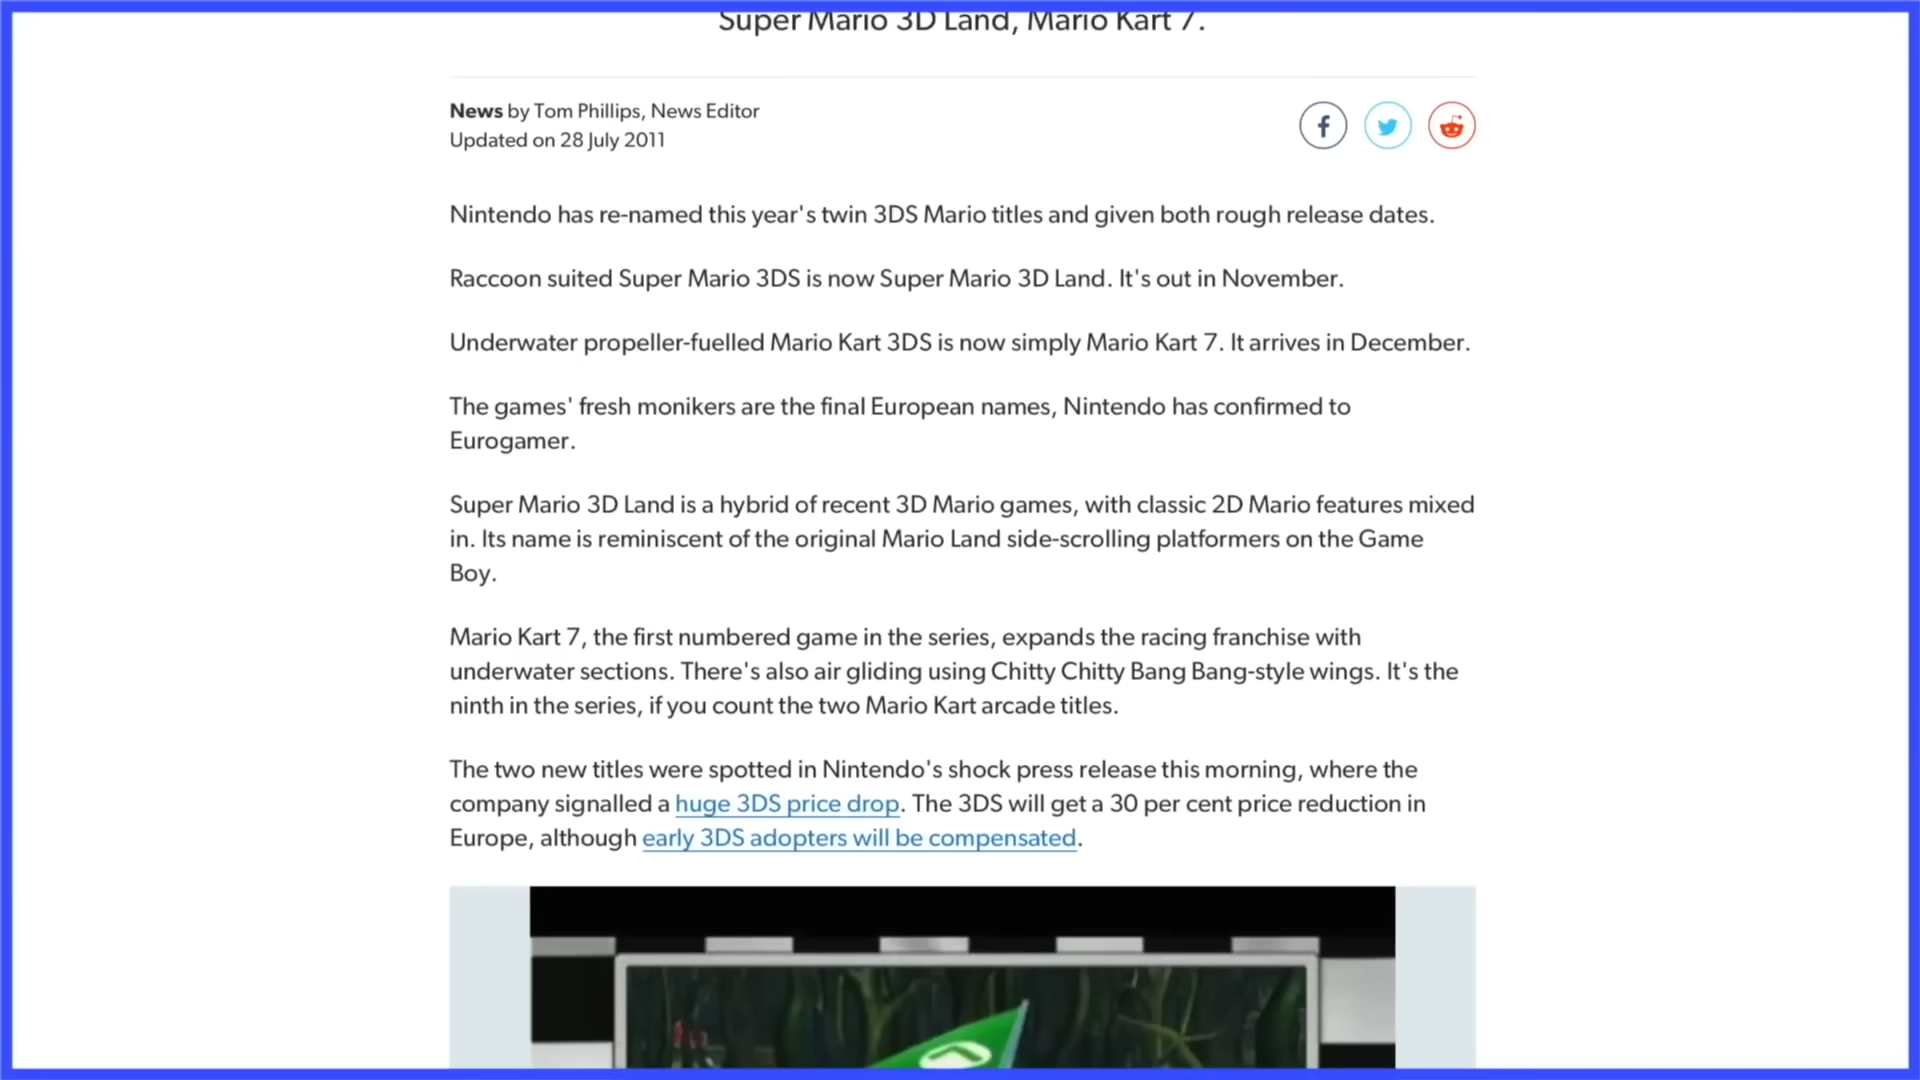 Super Mario 3D Land, Mario Kart 7.
News by Tom Phillips, News Editor
Updated on 28 July 2011
Nintendo has re-named this year's twin 3DS Mario titles and given both rough release dates.
Raccoon suited Super Mario 3DS is now Super Mario 3D Land. It's out in November.
Underwater propeller-fuelled Mario Kart 3DS is now simply Mario Kart 7. It arrives in December.
The games' fresh monikers are the final European names, Nintendo has confirmed to
Eurogamer.
Super Mario 3D Land is a hybrid of recent 3D Mario games, with classic 2D Mario features mixed
in. Its name is reminiscent of the original Mario Land side-scrolling platformers on the Game
Boy.
Mario Kart 7, the first numbered game in the series, expands the racing franchise with
underwater sections. There's also air gliding using Chitty Chitty Bang Bang-style wings. It's the
ninth in the series, if you count the two Mario Kart arcade titles.
The two new titles were spotted in Nintendo's shock press release this morning, where the
company signalled a huge 3DS price drop. The 3DS will get a 30 per cent price reduction in
Europe, although early 3DS adopters will be compensated.